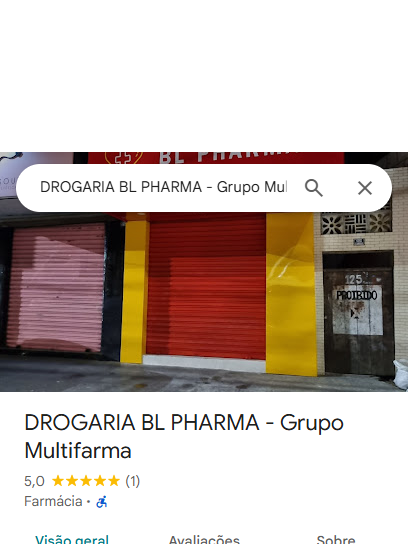 BL PHARMA
DROGARIA BL PHARMA - Grupo Mul
125
PROIBIDO
DROGARIA BL PHARMA - Grupo
Multifarma
5,0 (1)
Farmácia
Visão geral Avaliações Sobre